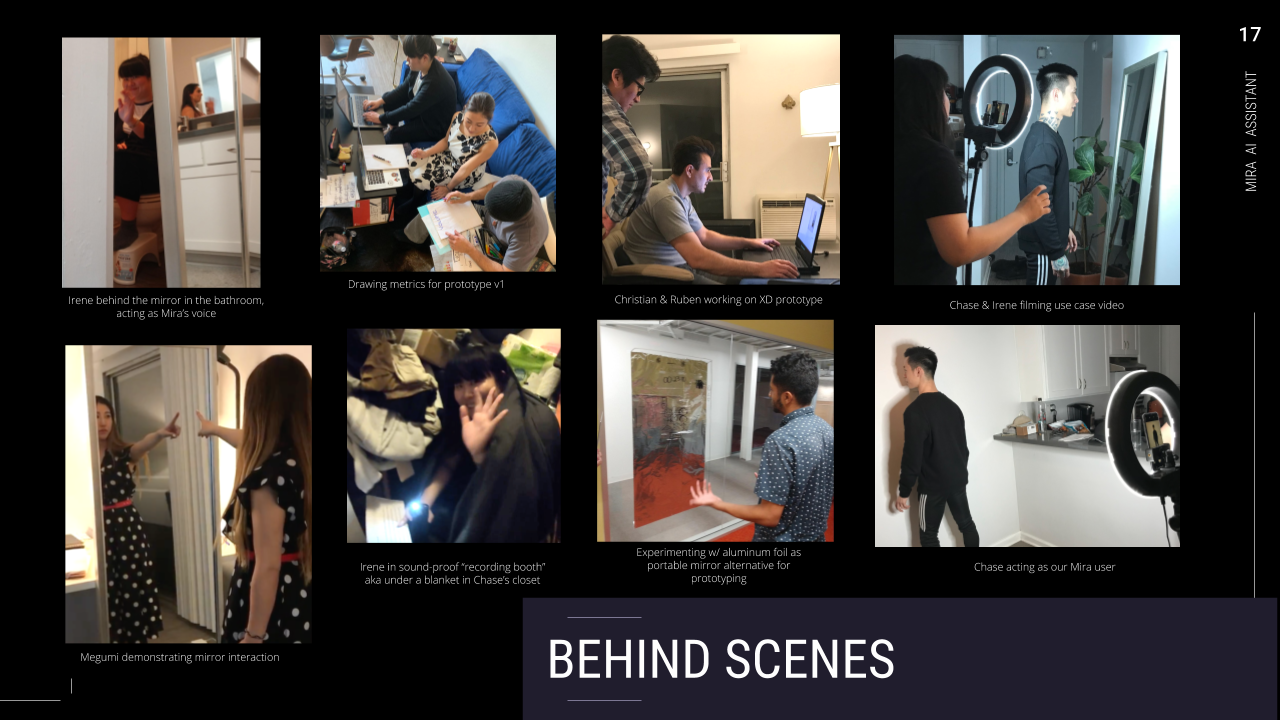 17
MIRA AI ASSISTANT
Irene behind the mirror in the bathroom,
acting as Mira's voice
Drawing metrics for prototype v1
Christian & Ruben working on XD prototype
Chase & Irene filming use case video
Megumi demonstrating mirror interaction
Irene in sound-proof “recording booth”
aka under a blanket in Chase's closet
Experimenting w/ aluminum foil as
portable mirror alternative for
prototyping
Chase acting as our Mira user
BEHIND SCENES